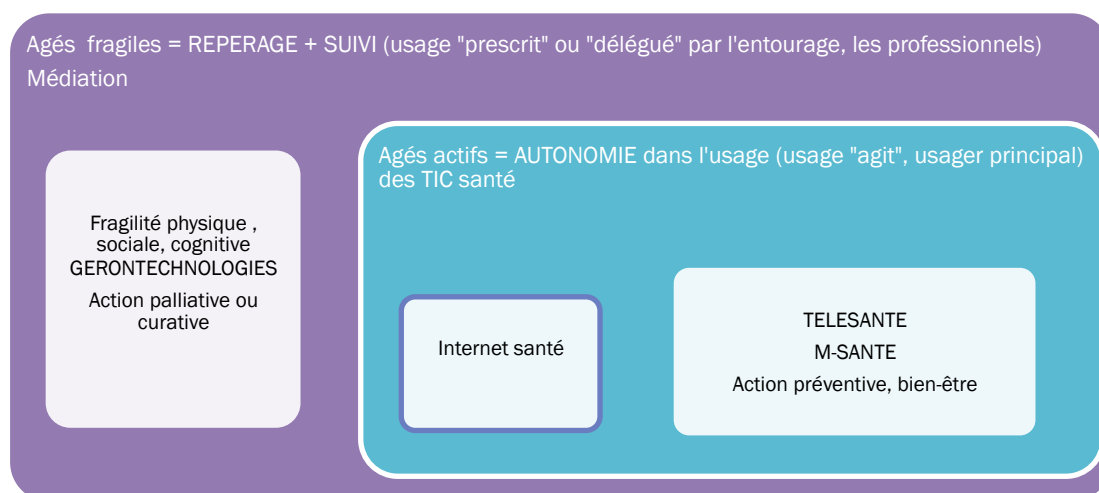 Agés fragiles = REPERAGE + SUIVI (usage "prescrit" ou "délégué" par l'entourage, les professionnels)
Médiation
Agés actifs = AUTONOMIE dans l'usage (usage "agit", usager principal)
des TIC santé
Fragilité physique ,
sociale, cognitive
GERONTECHNOLOGIES
Action palliative ou
curative
Internet santé
TELESANTE
M-SANTE
Action préventive, bien-être